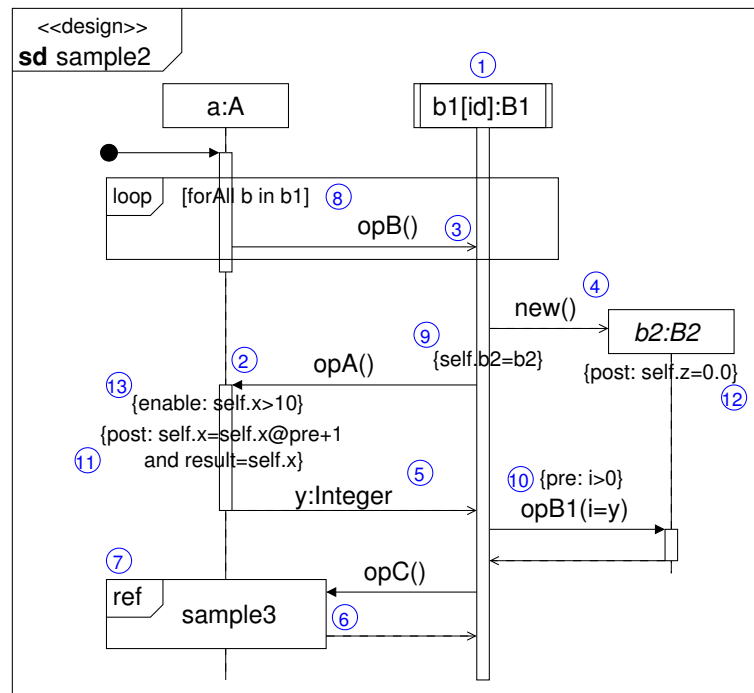 <<design>>
sd sample2
1
a:A
b1[id]:B1
loop
[forAll b in b1]
8
opB()
3
4
new()
b2:B2
9
{self.b2=b2}
2
opA()
{post: self.z=0.0}
12
13
{enable: self.x>10}
{post: self.x=self.x@pre+1
11
and result=self.x}
5
y:Integer
10
{pre: i>0}
opB1(i=y)
7
opC()
ref
sample3
6